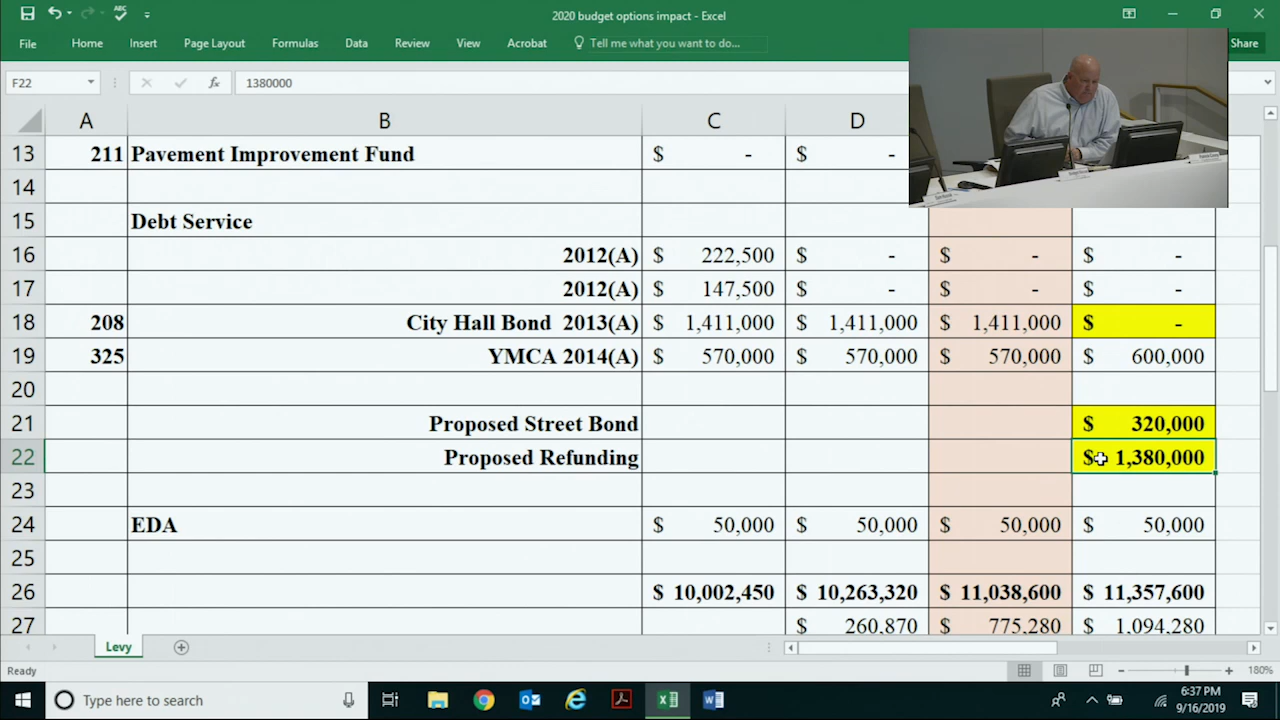 2020 budget options impact - Excel
File Home Insert Page Layout Formulas Data Review View Acrobat Tell me what you want to do... Share
F22 fx 1380000
A B C D
13 211 Pavement Improvement Fund $ - $ -
14
15 Debt Service
16 2012(A) $ 222,500 $ - $ - $ -
17 2012(A) $ 147,500 $ - $ - $ -
18 208 City Hall Bond 2013(A) $ 1,411,000 $ 1,411,000 $ 1,411,000 $ -
19 325 YMCA 2014(A) $ 570,000 $ 570,000 $ 570,000 $ 600,000
20
21 Proposed Street Bond $ 320,000
22 Proposed Refunding $ 1,380,000
23
24 EDA $ 50,000 $ 50,000 $ 50,000 $ 50,000
25
26 $ 10,002,450 $ 10,263,320 $ 11,038,600 $ 11,357,600
27 $ 260,870 $ 775,280 $ 1,094,280
Levy
Ready 180%
Type here to search 6:37 PM
9/16/2019